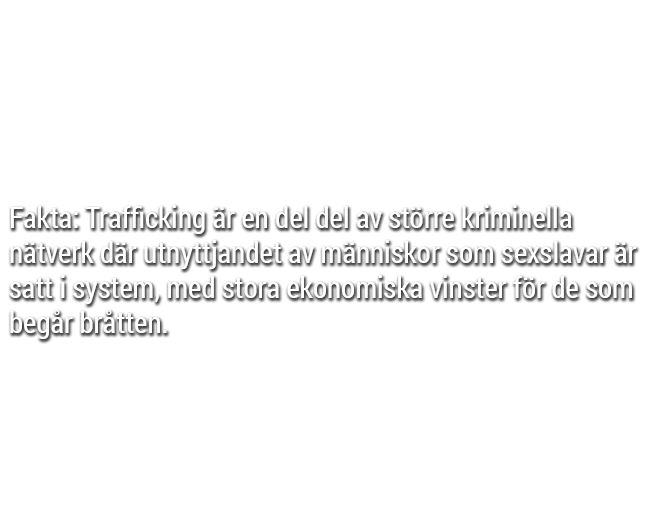 Fakta: Trafficking är en del del av större kriminella
nätverk där utnyttjandet av människor som sexslavar är
satt i system, med stora ekonomiska vinster för de som
begår bråtten.